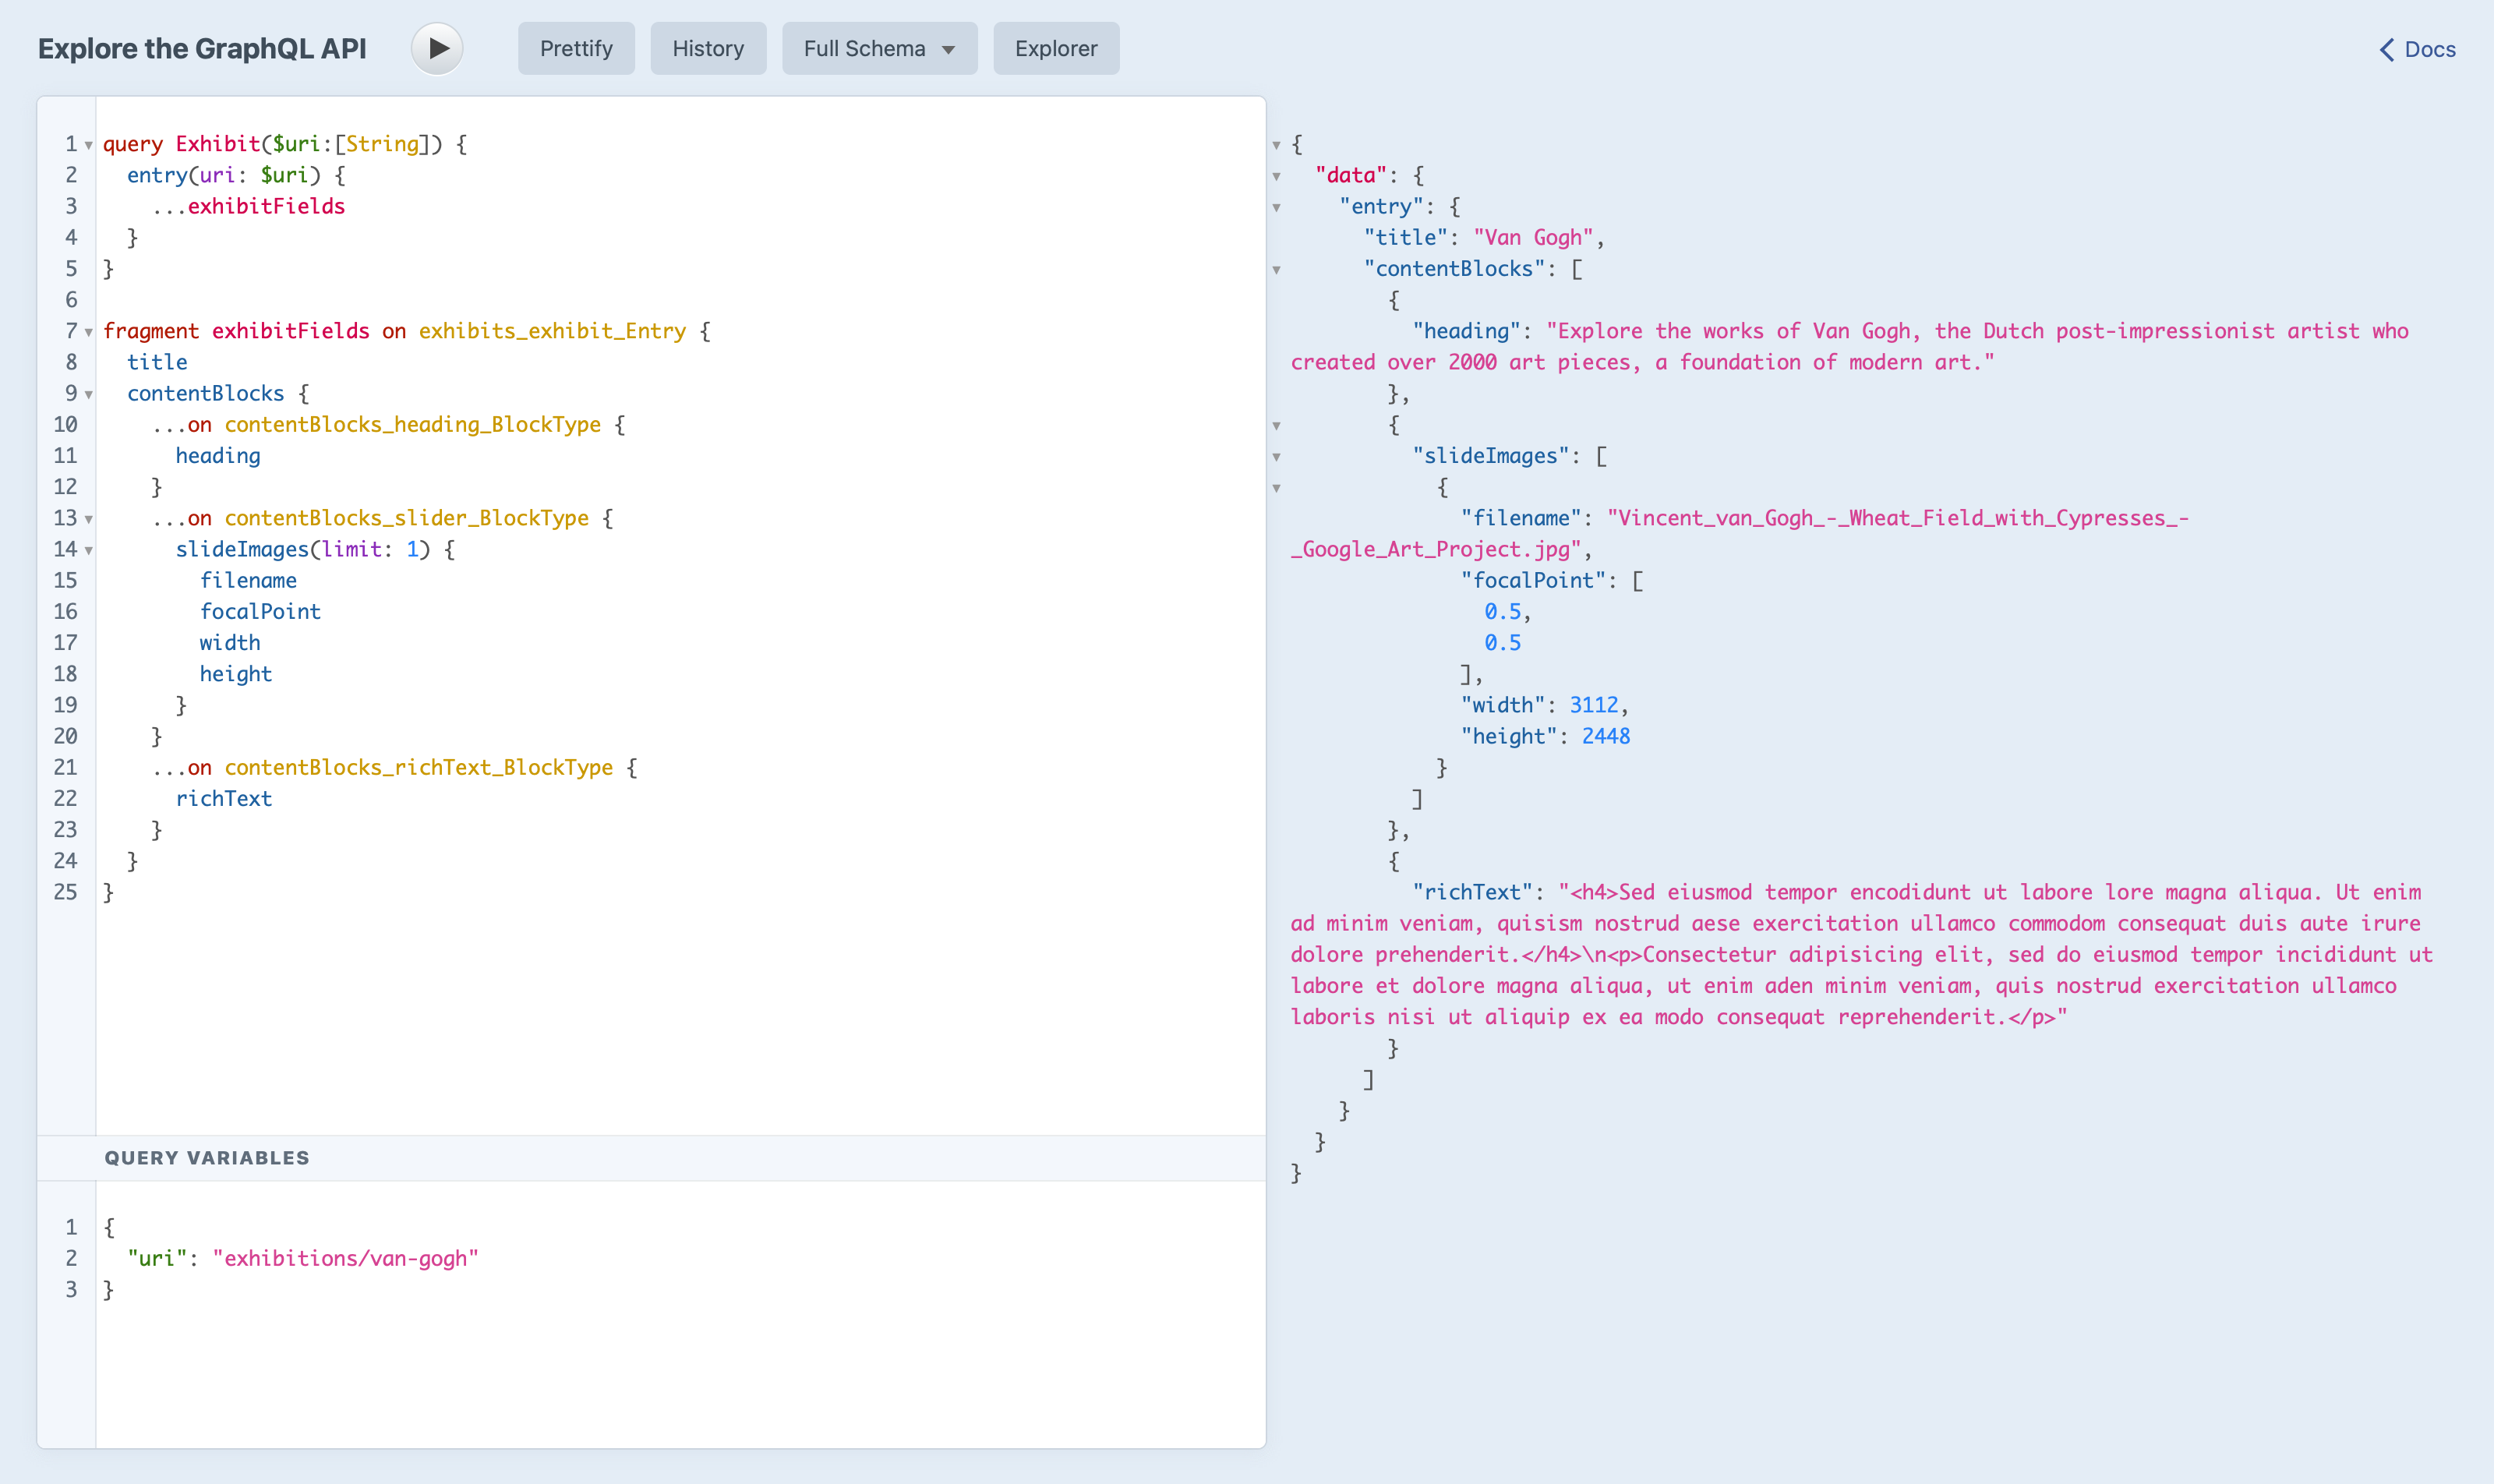 Explore the GraphQL API
Prettify
History
Full Schema
Explorer
Docs
1 query Exhibit($uri:[String]) {
2   entry(uri: $uri) {
3     ...exhibitFields
4   }
5 }
6
7 fragment exhibitFields on exhibits_exhibit_Entry {
8   title
9   contentBlocks {
10     ...on contentBlocks_heading_BlockType {
11       heading
12     }
13     ...on contentBlocks_slider_BlockType {
14       slideImages(limit: 1) {
15         filename
16         focalPoint
17         width
18         height
19       }
20     }
21     ...on contentBlocks_richText_BlockType {
22       richText
23     }
24   }
25 }
QUERY VARIABLES
1 {
2   "uri": "exhibitions/van-gogh"
3 }
{
  "data": {
    "entry": {
      "title": "Van Gogh",
      "contentBlocks": [
        {
          "heading": "Explore the works of Van Gogh, the Dutch post-impressionist artist who
created over 2000 art pieces, a foundation of modern art."
        },
        {
          "slideImages": [
            {
              "filename": "Vincent_van_Gogh_-_Wheat_Field_with_Cypresses_-
_Google_Art_Project.jpg",
              "focalPoint": [
                0.5,
                0.5
              ],
              "width": 3112,
              "height": 2448
            }
          ]
        },
        {
          "richText": "<h4>Sed eiusmod tempor encodidunt ut labore lore magna aliqua. Ut enim
ad minim veniam, quisism nostrud aese exercitation ullamco commodom consequat duis aute irure
dolore prehenderit.</h4>\n<p>Consectetur adipisicing elit, sed do eiusmod tempor incididunt ut
labore et dolore magna aliqua, ut enim aden minim veniam, quis nostrud exercitation ullamco
laboris nisi ut aliquip ex ea modo consequat reprehenderit.</p>"
        }
      ]
    }
  }
}